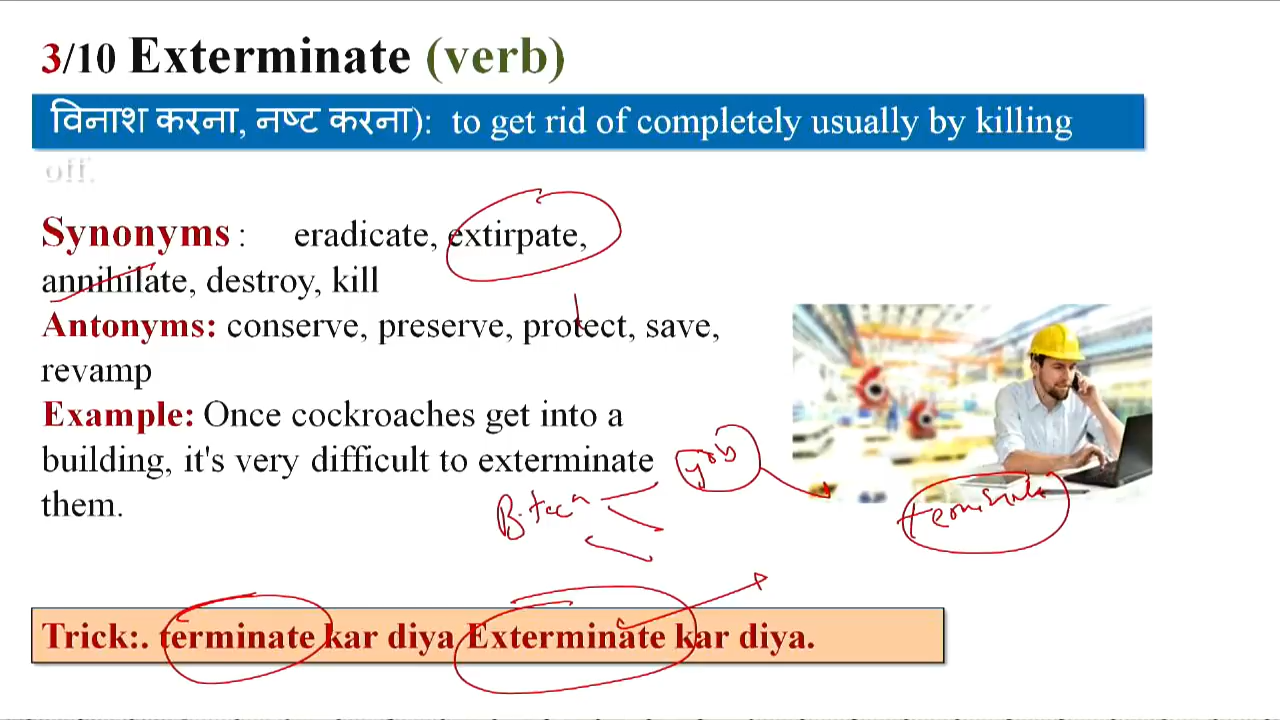 3/10 Exterminate (verb)
विनाश करना, नष्ट करना): to get rid of completely usually by killing
off.
Synonyms : eradicate, extirpate,
annihilate, destroy, kill
Antonyms: conserve, preserve, protect, save,
revamp
Example: Once cockroaches get into a
building, it's very difficult to exterminate
them.
job
B.tech
terminate
Trick:. terminate kar diya Exterminate kar diya.